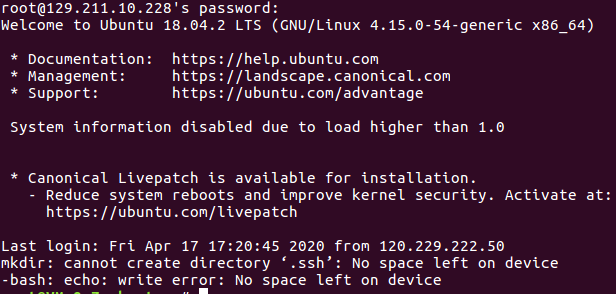 root@129.211.10.228's password:
Welcome to Ubuntu 18.04.2 LTS (GNU/Linux 4.15.0-54-generic x86_64)
* Documentation: https://help.ubuntu.com
* Management: https://landscape.canonical.com
* Support: https://ubuntu.com/advantage
System information disabled due to load higher than 1.0
* Canonical Livepatch is available for installation.
- Reduce system reboots and improve kernel security. Activate at:
https://ubuntu.com/livepatch
Last login: Fri Apr 17 17:20:45 2020 from 120.229.222.50
mkdir: cannot create directory ‘.ssh’: No space left on device
-bash: echo: write error: No space left on device